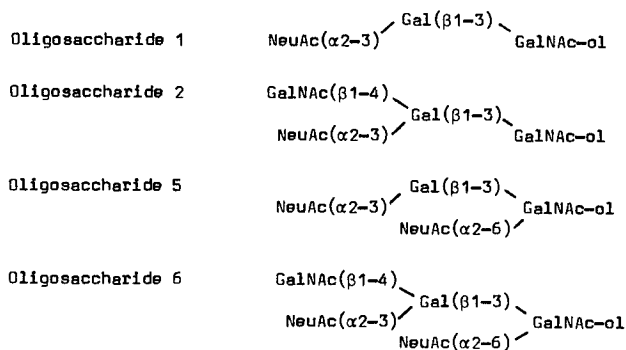 Gal(β1-3)
Oligosaccharide 1 NeuAc(α2-3) GalNAc-ol
Oligosaccharide 2 GalNAc(β1-4)
Gal(β1-3)
NeuAc(α2-3) GalNAc-ol
Oligosaccharide 5 Gal(β1-3)
NeuAc(α2-3) GalNAc-ol
NeuAc(α2-6)
Oligosaccharide 6 GalNAc(β1-4)
Gal(β1-3)
NeuAc(α2-3) GalNAc-ol
NeuAc(α2-6)